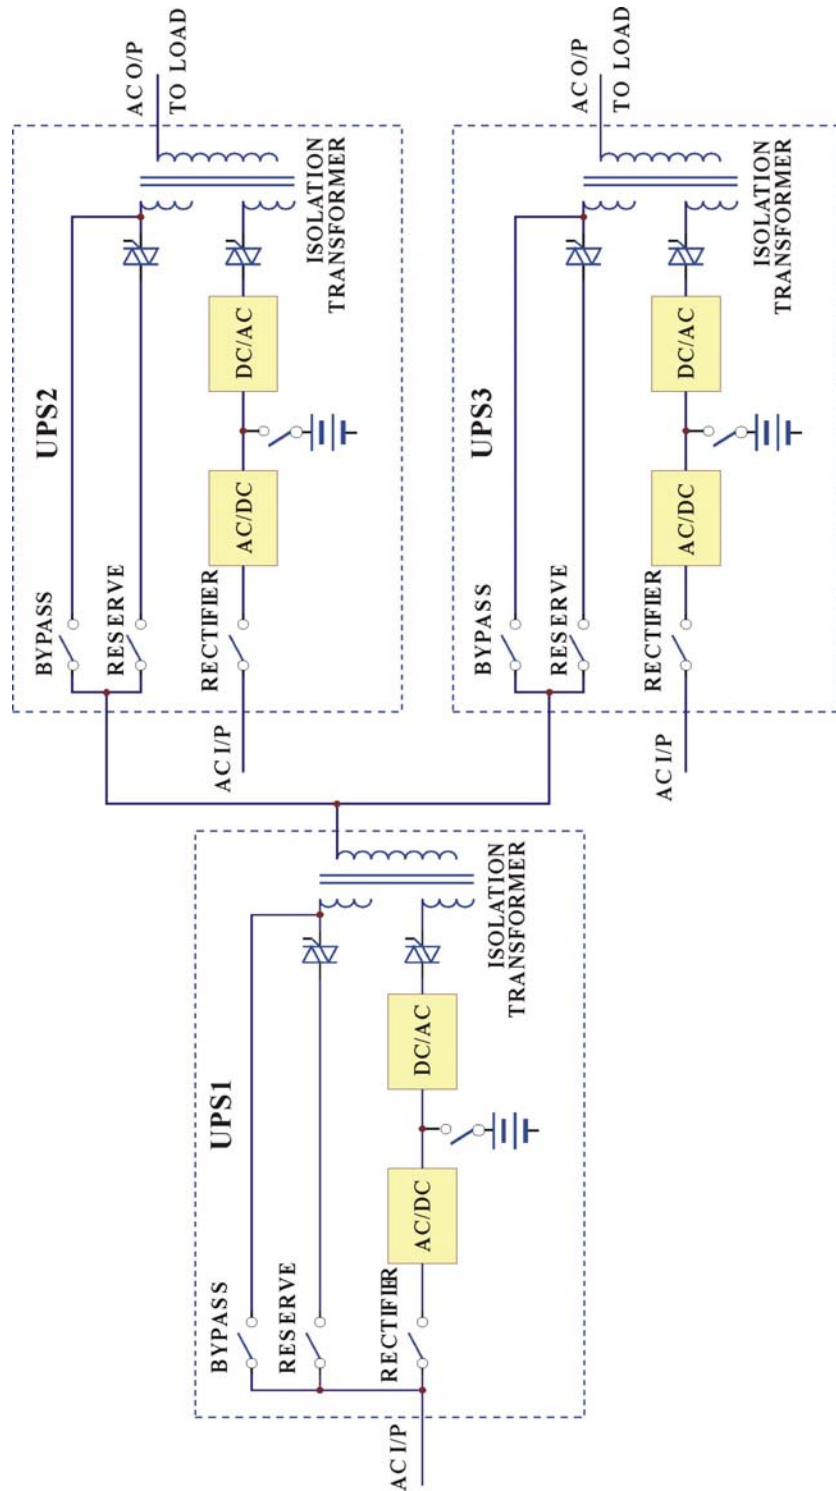 UPS1
BYPASS
RESERVE
RECTIFIER
AC I/P
AC/DC
DC/AC
ISOLATION
TRANSFORMER
UPS2
BYPASS
RESERVE
RECTIFIER
AC I/P
AC/DC
DC/AC
ISOLATION
TRANSFORMER
AC O/P
TO LOAD
UPS3
BYPASS
RESERVE
RECTIFIER
AC I/P
AC/DC
DC/AC
ISOLATION
TRANSFORMER
AC O/P
TO LOAD